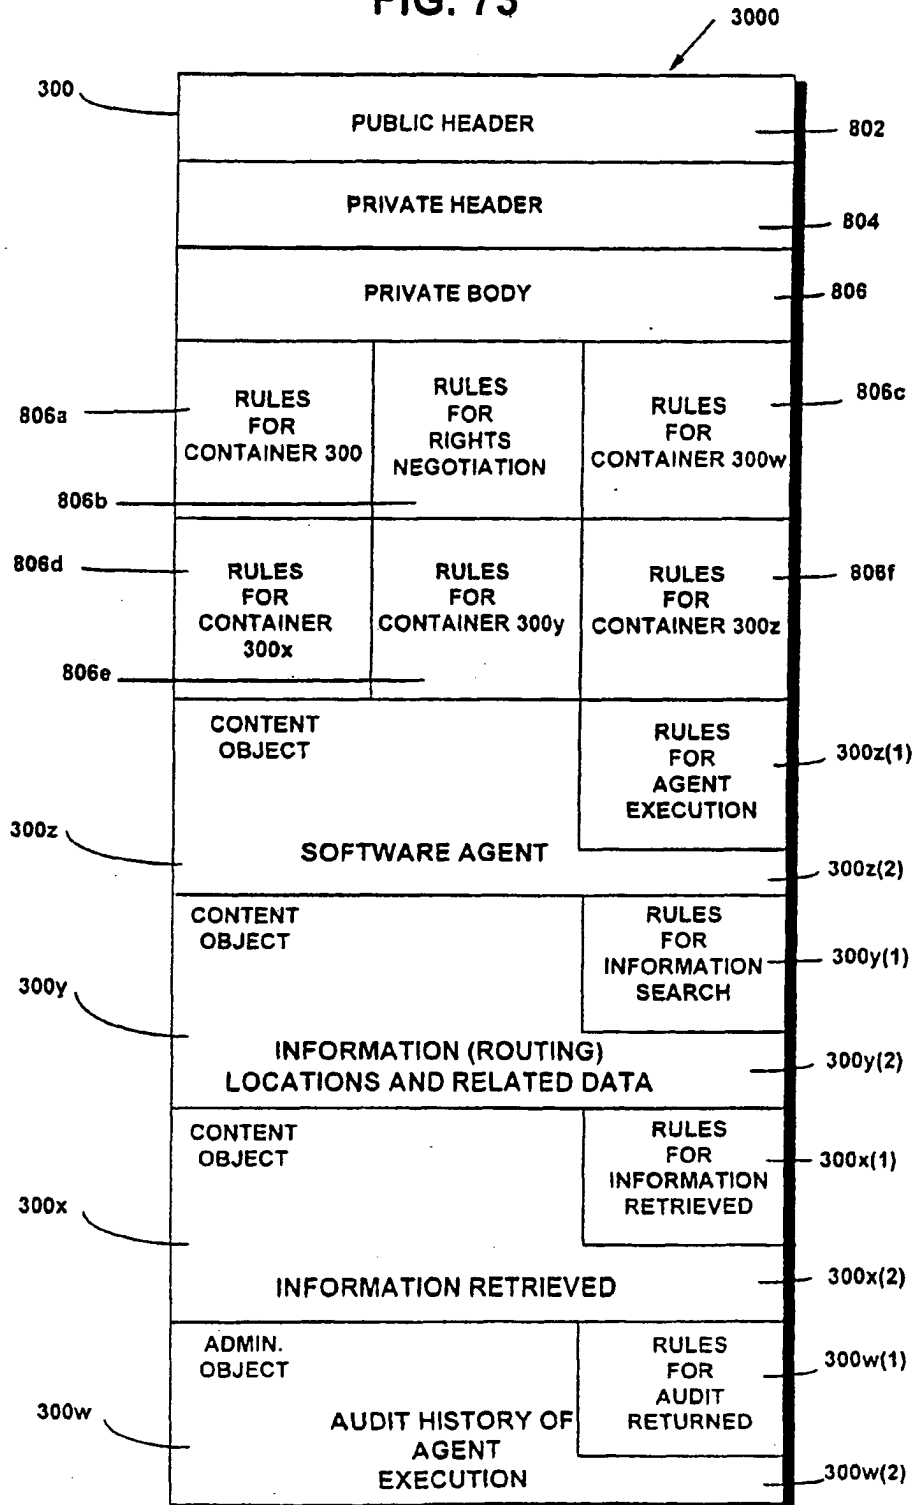 FIG. 73
3000
300
PUBLIC HEADER
802
PRIVATE HEADER
804
PRIVATE BODY
806
806a
RULES
FOR
CONTAINER 300
806b
RULES
FOR
RIGHTS
NEGOTIATION
806c
RULES
FOR
CONTAINER 300w
806d
RULES
FOR
CONTAINER
300x
806e
RULES
FOR
CONTAINER 300y
806f
RULES
FOR
CONTAINER 300z
CONTENT
OBJECT
RULES
FOR
AGENT
EXECUTION
300z(1)
300z
SOFTWARE AGENT
300z(2)
CONTENT
OBJECT
RULES
FOR
INFORMATION
SEARCH
300y(1)
300y
INFORMATION (ROUTING)
LOCATIONS AND RELATED DATA
300y(2)
CONTENT
OBJECT
RULES
FOR
INFORMATION
RETRIEVED
300x(1)
300x
INFORMATION RETRIEVED
300x(2)
ADMIN.
OBJECT
RULES
FOR
AUDIT
RETURNED
300w(1)
300w
AUDIT HISTORY OF
AGENT
EXECUTION
300w(2)